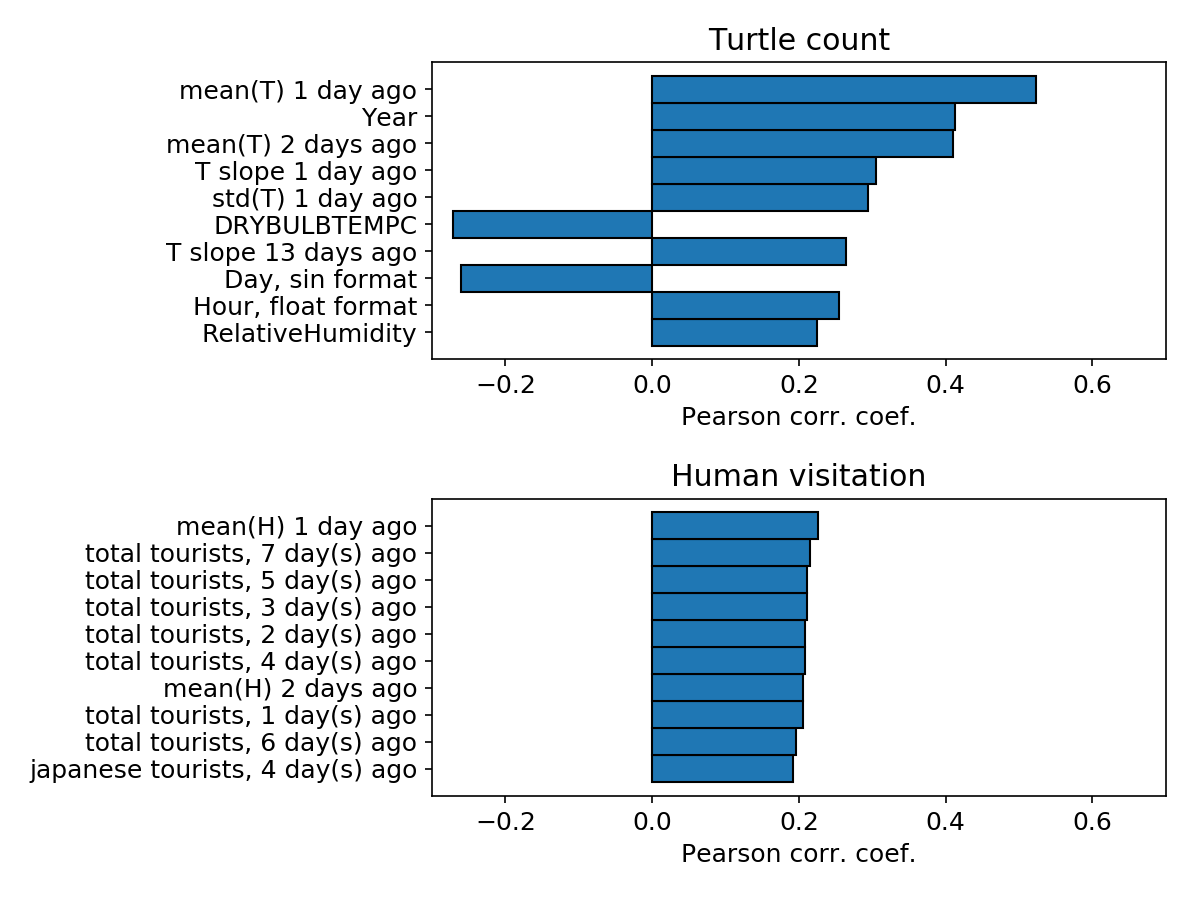 Turtle count
mean(T) 1 day ago
Year
mean(T) 2 days ago
T slope 1 day ago
std(T) 1 day ago
DRYBULBTEMPC
T slope 13 days ago
Day, sin format
Hour, float format
RelativeHumidity
−0.2 0.0 0.2 0.4 0.6
Pearson corr. coef.
Human visitation
mean(H) 1 day ago
total tourists, 7 day(s) ago
total tourists, 5 day(s) ago
total tourists, 3 day(s) ago
total tourists, 2 day(s) ago
total tourists, 4 day(s) ago
mean(H) 2 days ago
total tourists, 1 day(s) ago
total tourists, 6 day(s) ago
japanese tourists, 4 day(s) ago
−0.2 0.0 0.2 0.4 0.6
Pearson corr. coef.